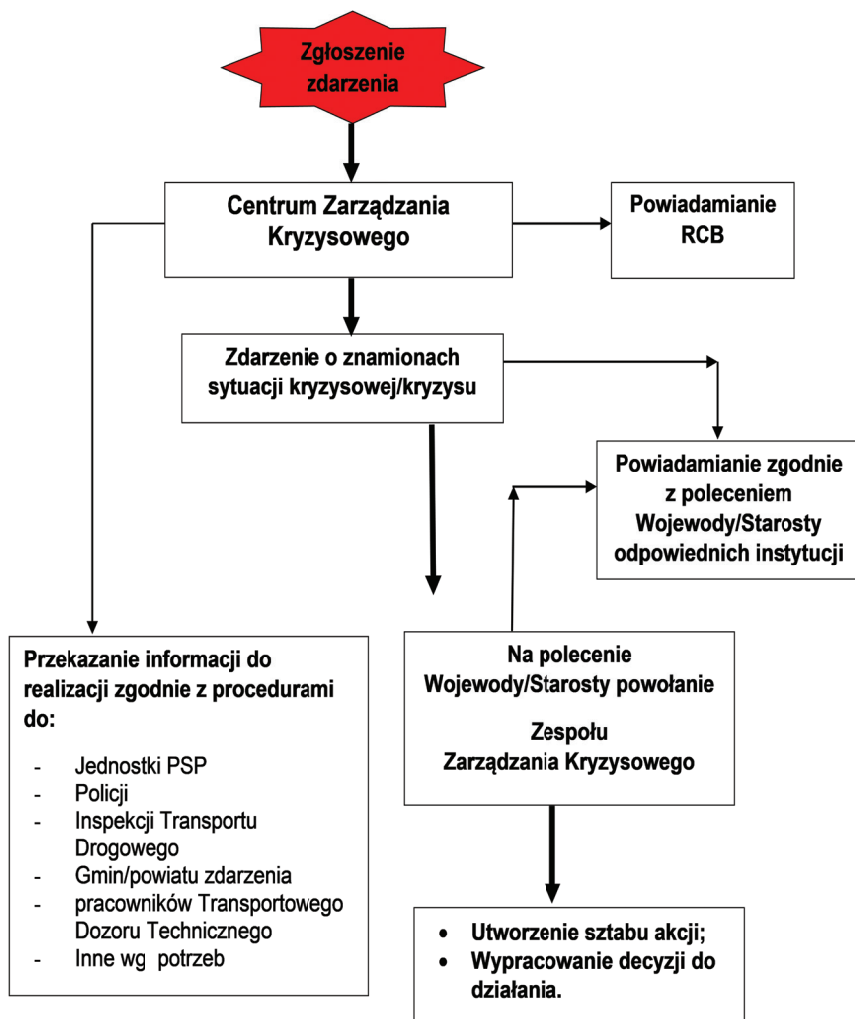 Zgłoszenie
zdarzenia
Centrum Zarządzania
Kryzysowego
Powiadamianie
RCB
Zdarzenie o znamionach
sytuacji kryzysowej/kryzysu
Powiadamianie zgodnie
z poleceniem
Wojewody/Starosty
odpowiednich instytucji
Przekazanie informacji do
realizacji zgodnie z procedurami
do:
- Jednostki PSP
- Policji
- Inspekcji Transportu
Drogowego
- Gmin/powiatu zdarzenia
- pracowników Transportowego
Dozoru Technicznego
- Inne wg potrzeb
Na polecenie
Wojewody/Starosty powołanie
Zespołu
Zarządzania Kryzysowego
• Utworzenie sztabu akcji;
• Wypracowanie decyzji do
działania.